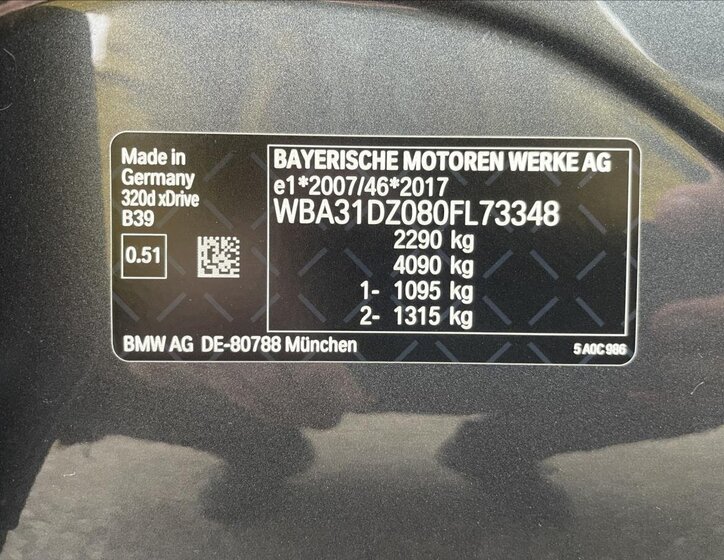 Made in
Germany
320d xDrive
B39
0.51
BAYERISCHE MOTOREN WERKE AG
e1*2007/46*2017
WBA31DZ080FL73348
2290 kg
4090 kg
1- 1095 kg
2- 1315 kg
BMW AG DE-80788 München
5 A0C 986